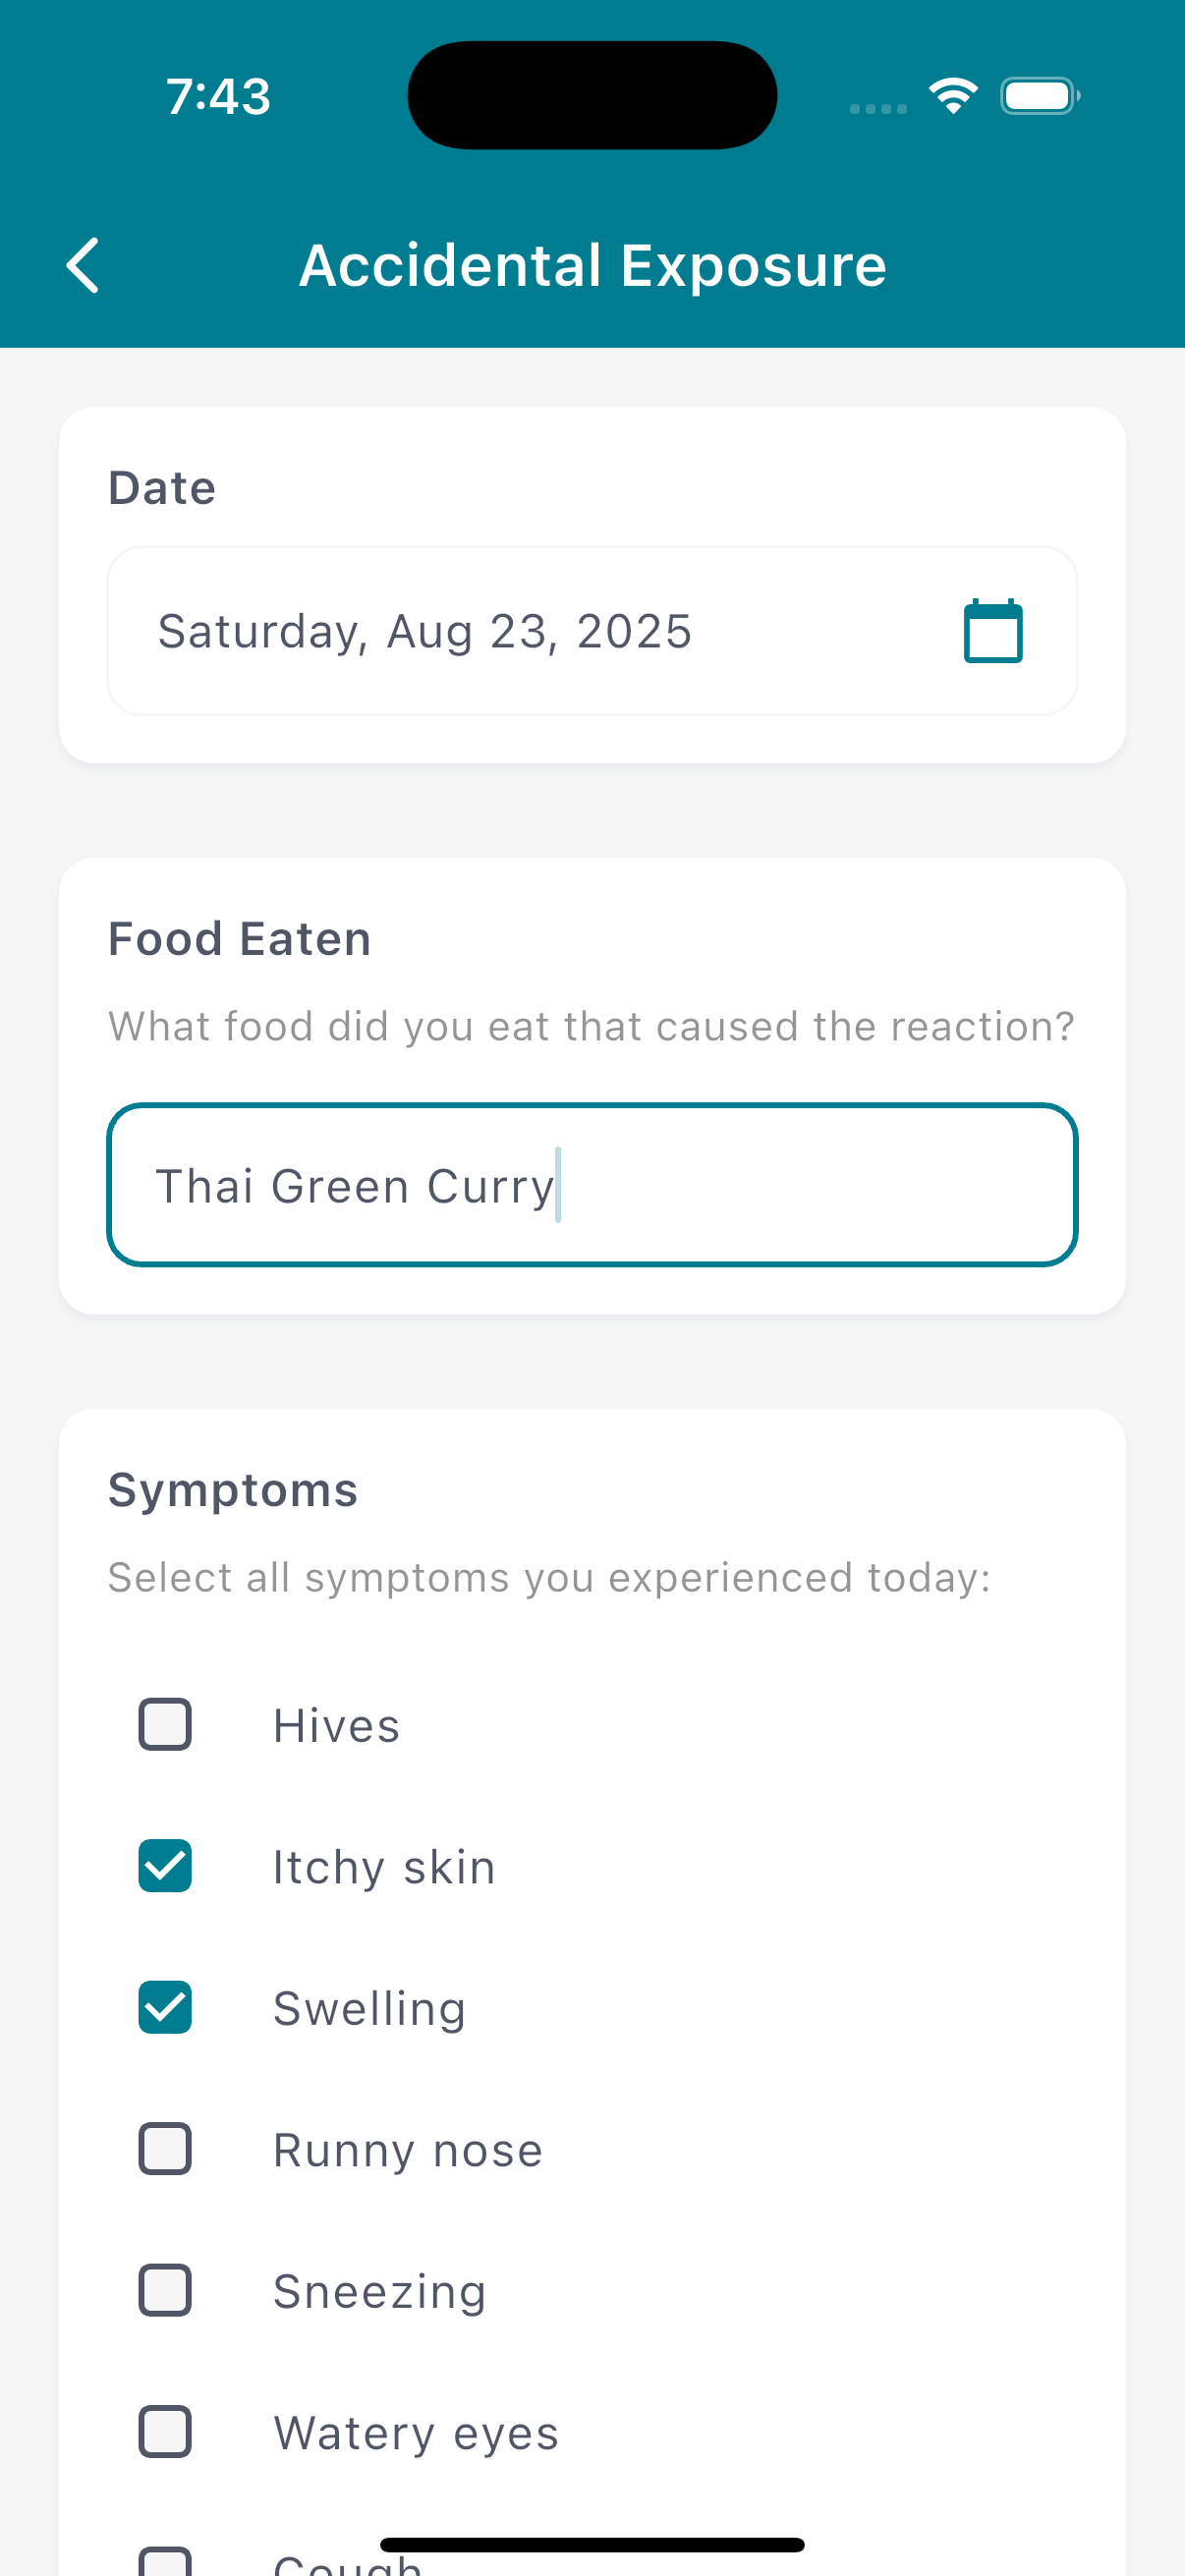 7:43
Accidental Exposure
Date
Saturday, Aug 23, 2025
Food Eaten
What food did you eat that caused the reaction?
Thai Green Curry
Symptoms
Select all symptoms you experienced today:
Hives
Itchy skin
Swelling
Runny nose
Sneezing
Watery eyes
Cough